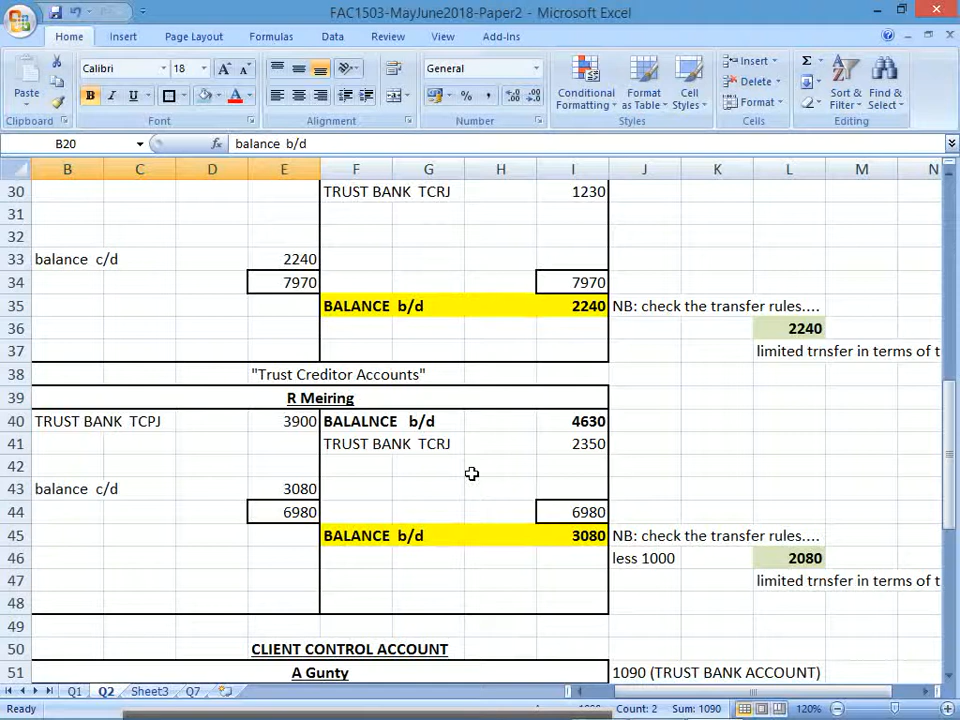 FAC1503-MayJune2018-Paper2 - Microsoft Excel
Home Insert Page Layout Formulas Data Review View Add-Ins
Paste Calibri 18 A A General Conditional Formatting Format as Table Cell Styles Insert Delete Format Σ Sort & Filter Find & Select
B I U A % ,
Clipboard Font Alignment Number Styles Cells Editing
B20 fx balance b/d
B C D E F G H I J K L M N
30 TRUST BANK TCRJ 1230
31
32
33 balance c/d 2240
34 7970 7970
35 BALANCE b/d 2240 NB: check the transfer rules....
36 2240
37 limited trnsfer in terms of t
38 "Trust Creditor Accounts"
39 R Meiring
40 TRUST BANK TCPJ 3900 BALALNCE b/d 4630
41 TRUST BANK TCRJ 2350
42
43 balance c/d 3080
44 6980 6980
45 BALANCE b/d 3080 NB: check the transfer rules....
46 less 1000 2080
47 limited trnsfer in terms of t
48
49
50 CLIENT CONTROL ACCOUNT
51 A Gunty 1090 (TRUST BANK ACCOUNT)
Q1 Q2 Sheet3 Q7
Ready Count: 2 Sum: 1090 120%